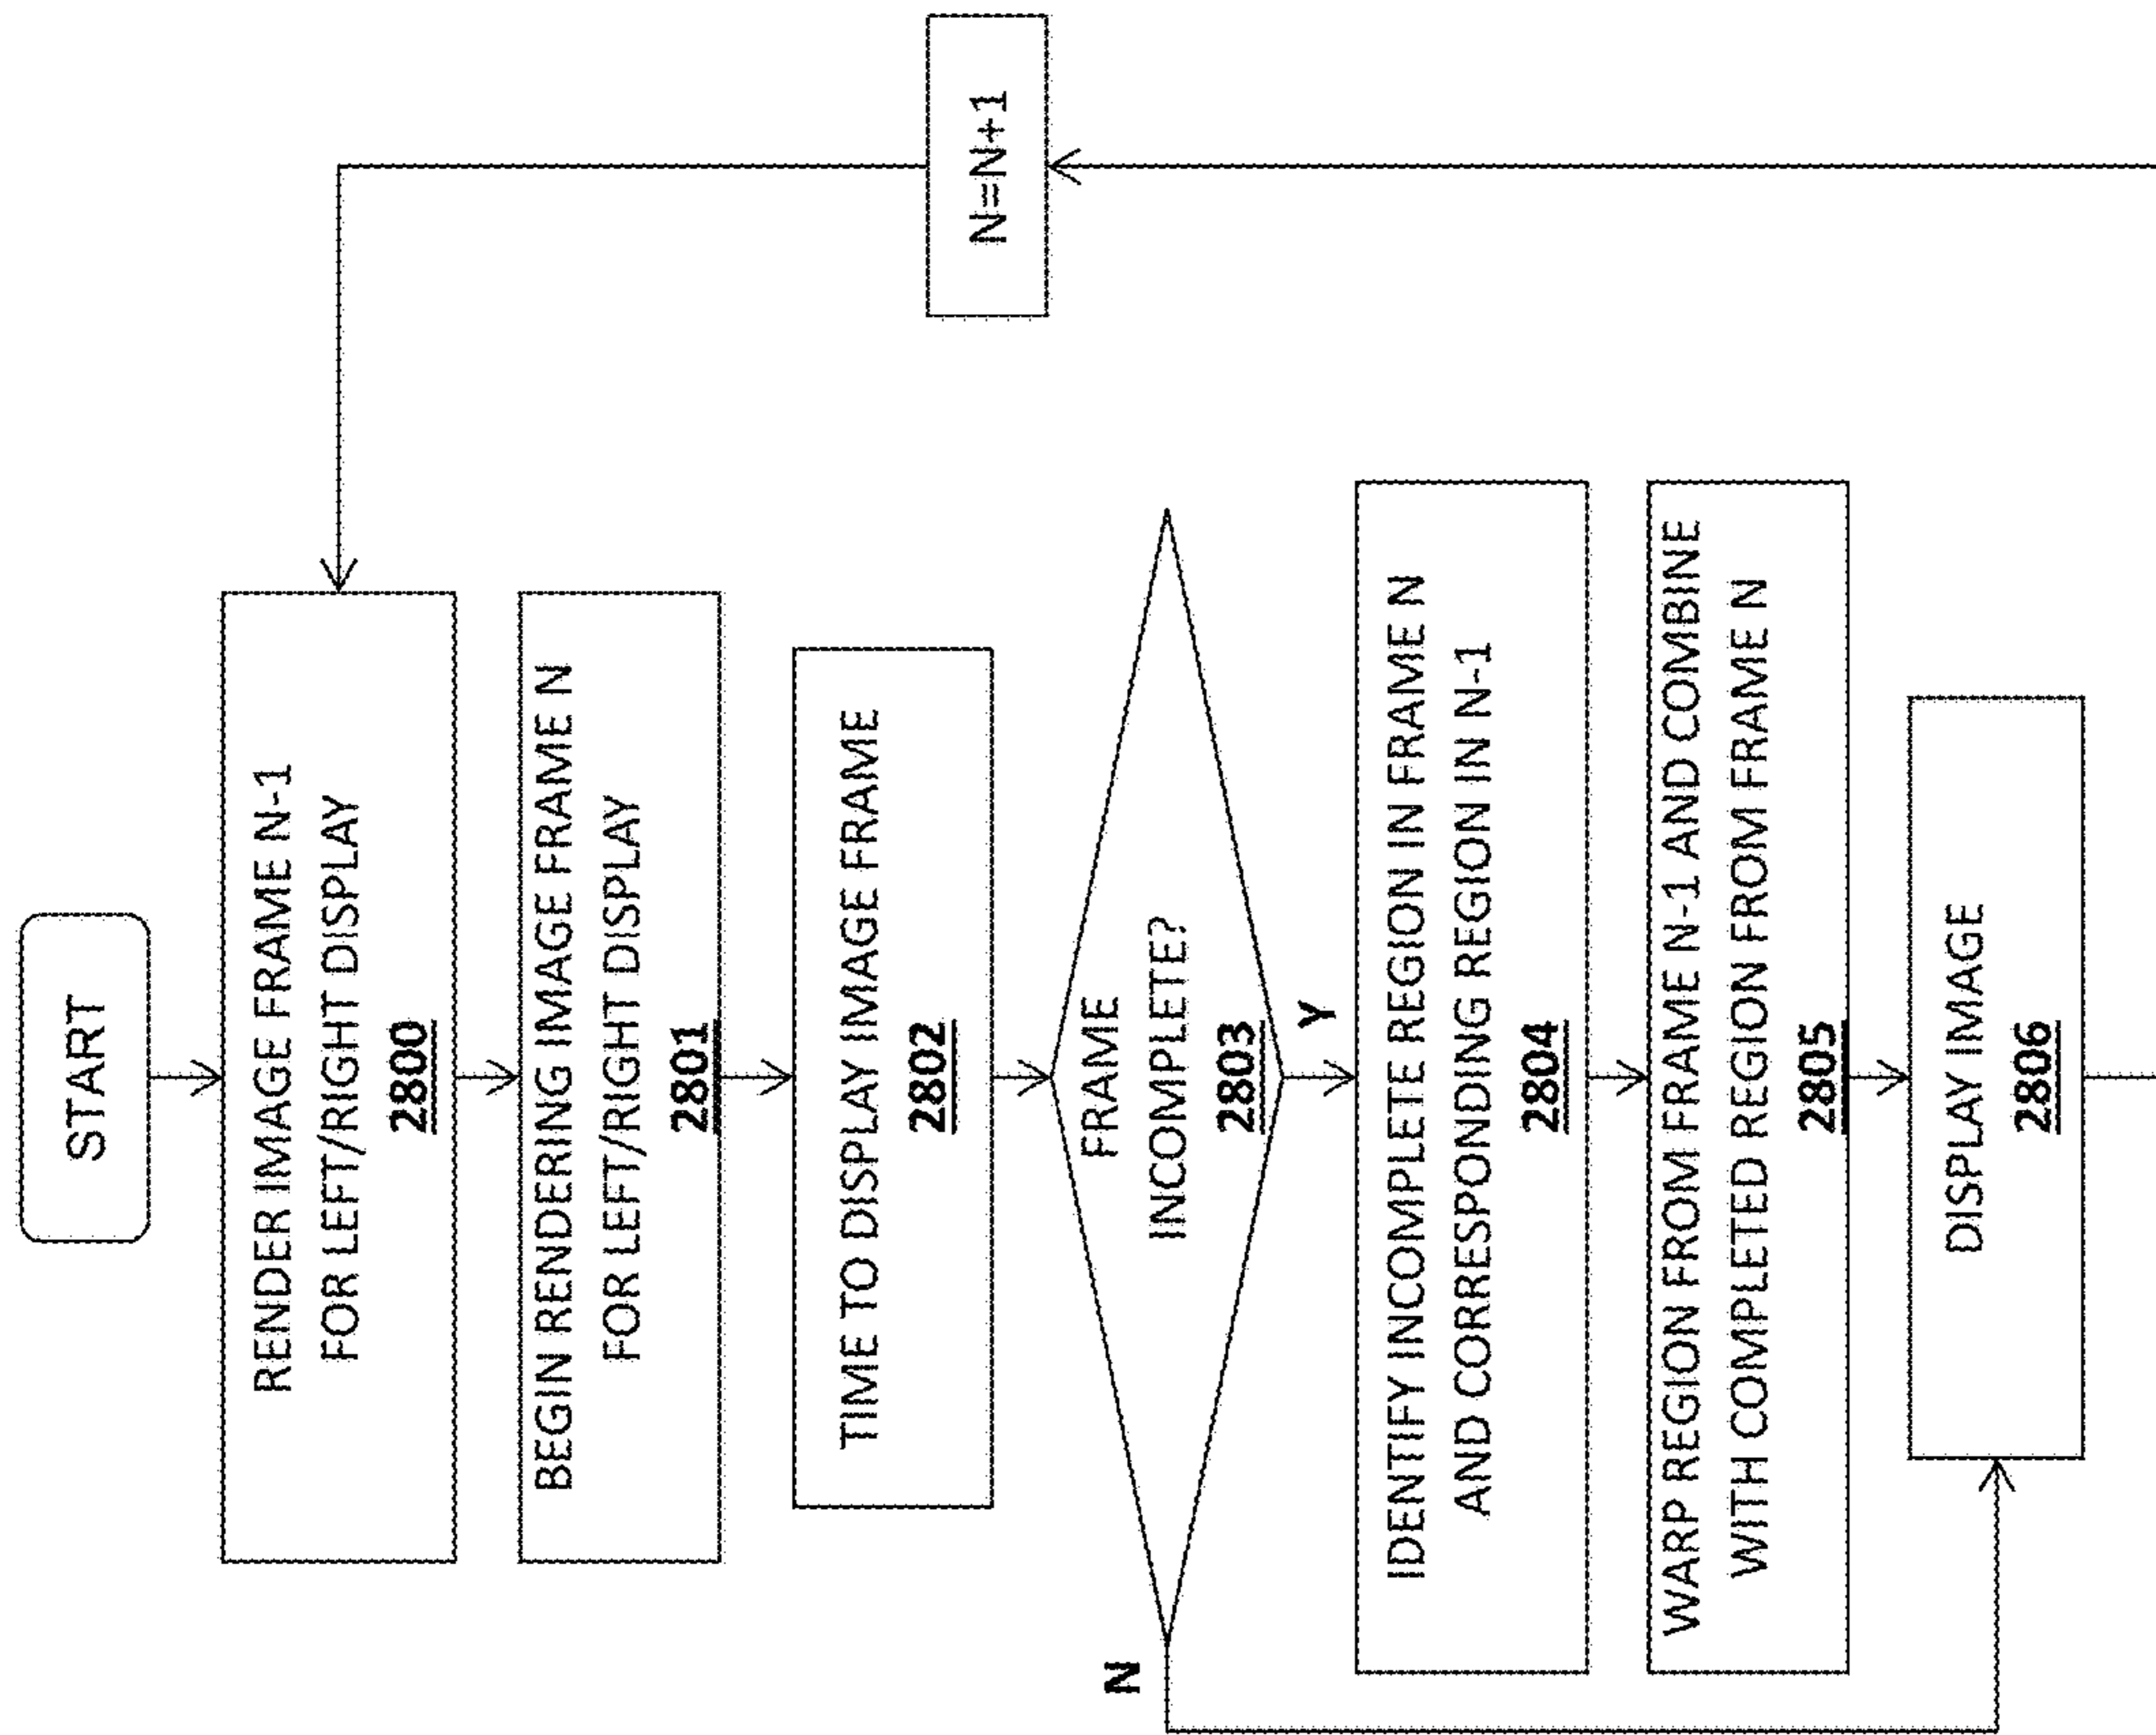 START
RENDER IMAGE FRAME N-1
FOR LEFT/RIGHT DISPLAY
2800
BEGIN RENDERING IMAGE FRAME N
FOR LEFT/RIGHT DISPLAY
2801
TIME TO DISPLAY IMAGE FRAME
2802
FRAME
INCOMPLETE?
2803
N
Y
IDENTIFY INCOMPLETE REGION IN FRAME N
AND CORRESPONDING REGION IN N-1
2804
WARP REGION FROM FRAME N-1 AND COMBINE
WITH COMPLETED REGION FROM FRAME N
2805
DISPLAY IMAGE
2806
N=N+1